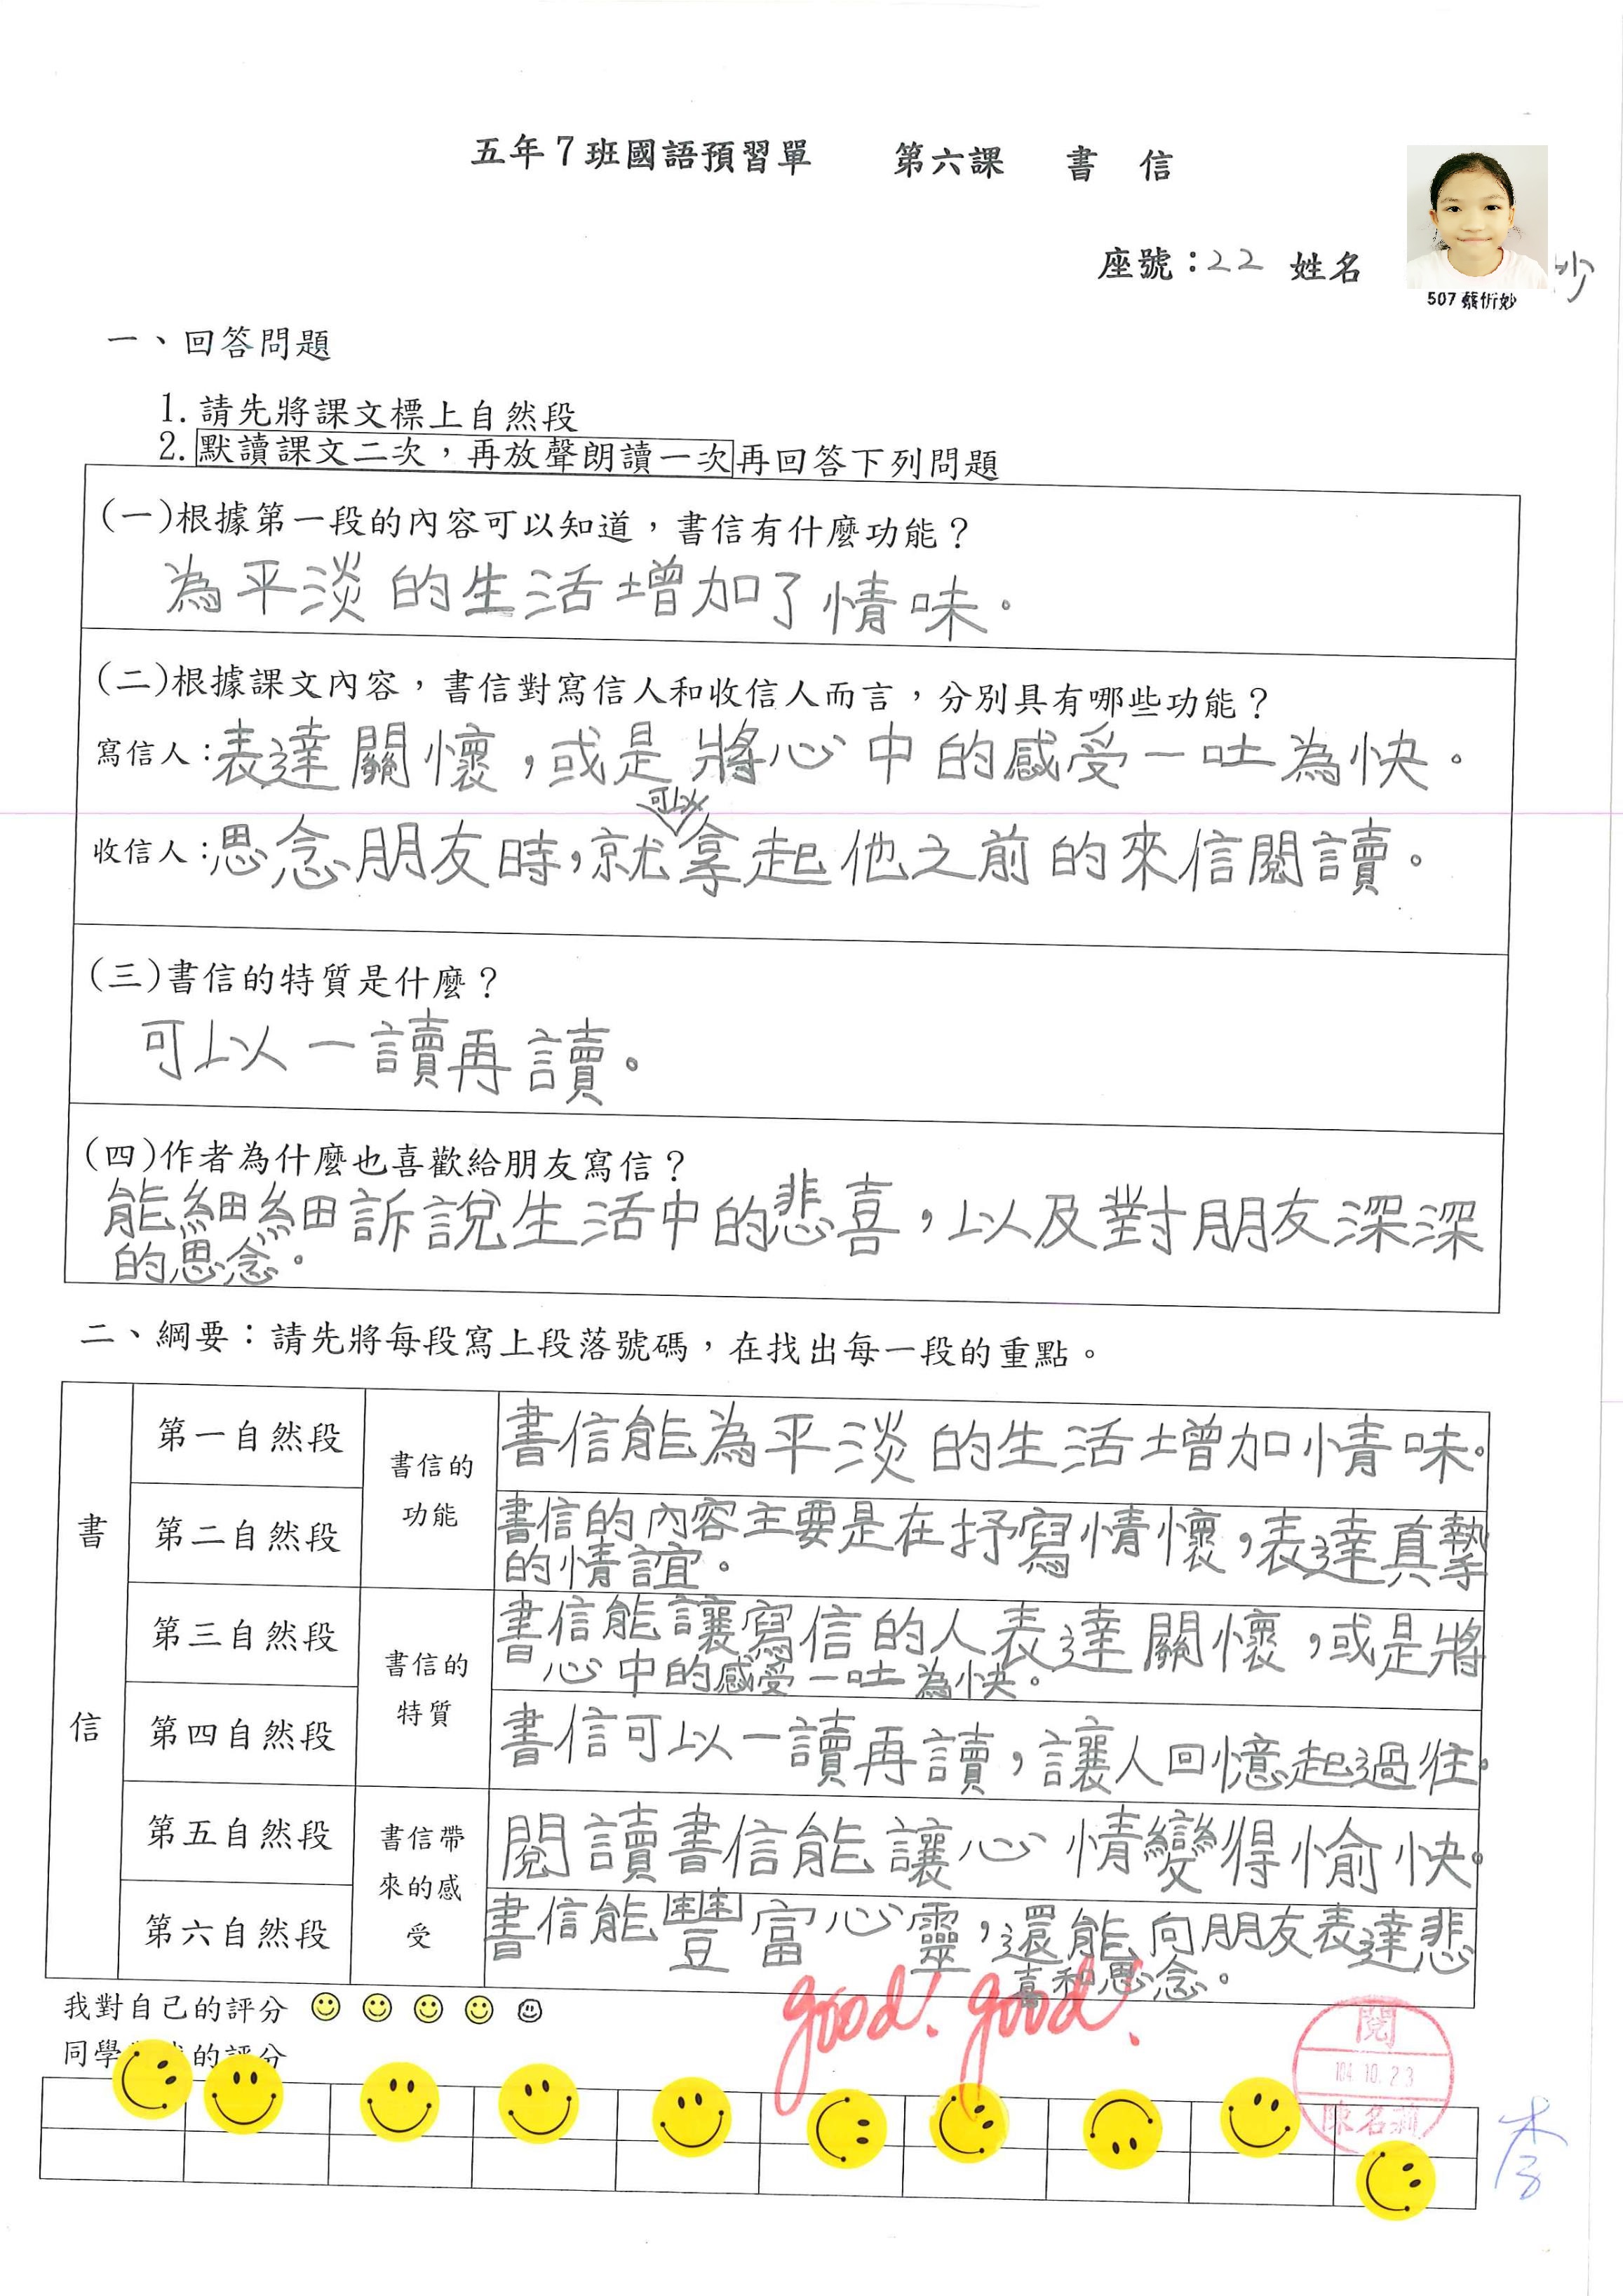 五年7班國語預習單 第六課 書 信
座號：22 姓名 妙
507 蔡忻妙
一、回答問題
1.請先將課文標上自然段
2.默讀課文二次，再放聲朗讀一次再回答下列問題
(一)根據第一段的內容可以知道，書信有什麼功能？
為平淡的生活增加了情味。
(二)根據課文內容，書信對寫信人和收信人而言，分別具有哪些功能？
寫信人：表達關懷，或是將心中的感受一吐為快。
可以
收信人：思念朋友時，就拿起他之前的來信閱讀。
(三)書信的特質是什麼？
可以一讀再讀。
(四)作者為什麼也喜歡給朋友寫信？
能細細訴說生活中的悲喜，以及對朋友深深
的思念。
二、綱要：請先將每段寫上段落號碼，在找出每一段的重點。
書信
第一自然段
書信的
功能
書信能為平淡的生活增加情味。
第二自然段
書信的內容主要是在抒寫情懷，表達真摯
的情誼。
第三自然段
書信的
特質
書信能讓寫信的人表達關懷，或是將
心中的感受一吐為快。
第四自然段
書信可以一讀再讀，讓人回憶起過往。
第五自然段
書信帶
來的感
受
閱讀書信能讓心情變得愉快。
第六自然段
書信能豐富心靈，還能向朋友表達悲
喜和思念。
我對自己的評分
good! good!
同學 的評分
閱
104.10.23
陳名莉
李